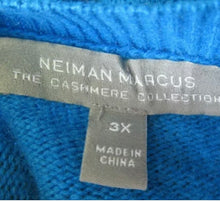 NEIMAN MARCUS
THE CASHMERE COLLECTION
3X
MADE IN
CHINA